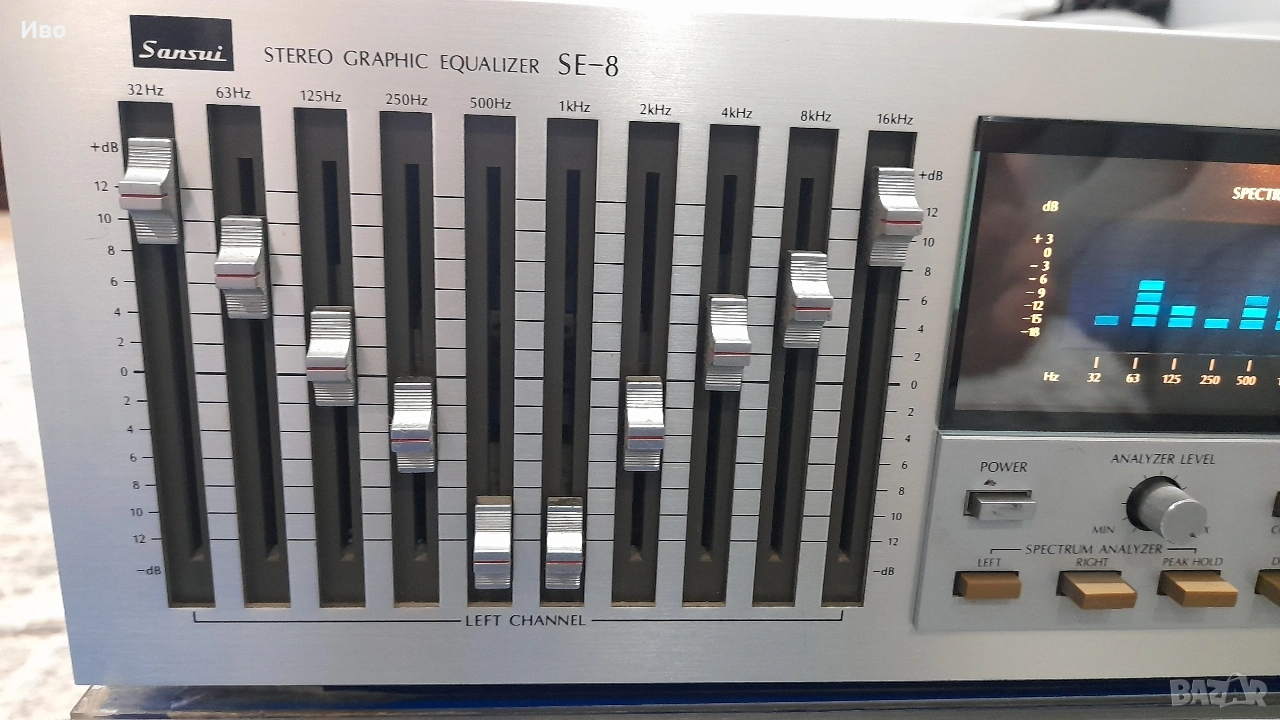 Иво
Sansui
STEREO GRAPHIC EQUALIZER SE-8
32Hz 63Hz 125Hz 250Hz 500Hz 1kHz 2kHz 4kHz 8kHz 16kHz
+dB +dB
12 12
10 10
8 8
6 6
4 4
2 2
0 0
2 2
4 4
6 6
8 8
10 10
12 12
-dB -dB
LEFT CHANNEL
dB
+3
0
-3
-6
-9
-12
-15
-18
Hz 32 63 125 250 500
POWER
ANALYZER LEVEL
MIN
SPECTRUM ANALYZER
LEFT RIGHT PEAK HOLD
BAZAR